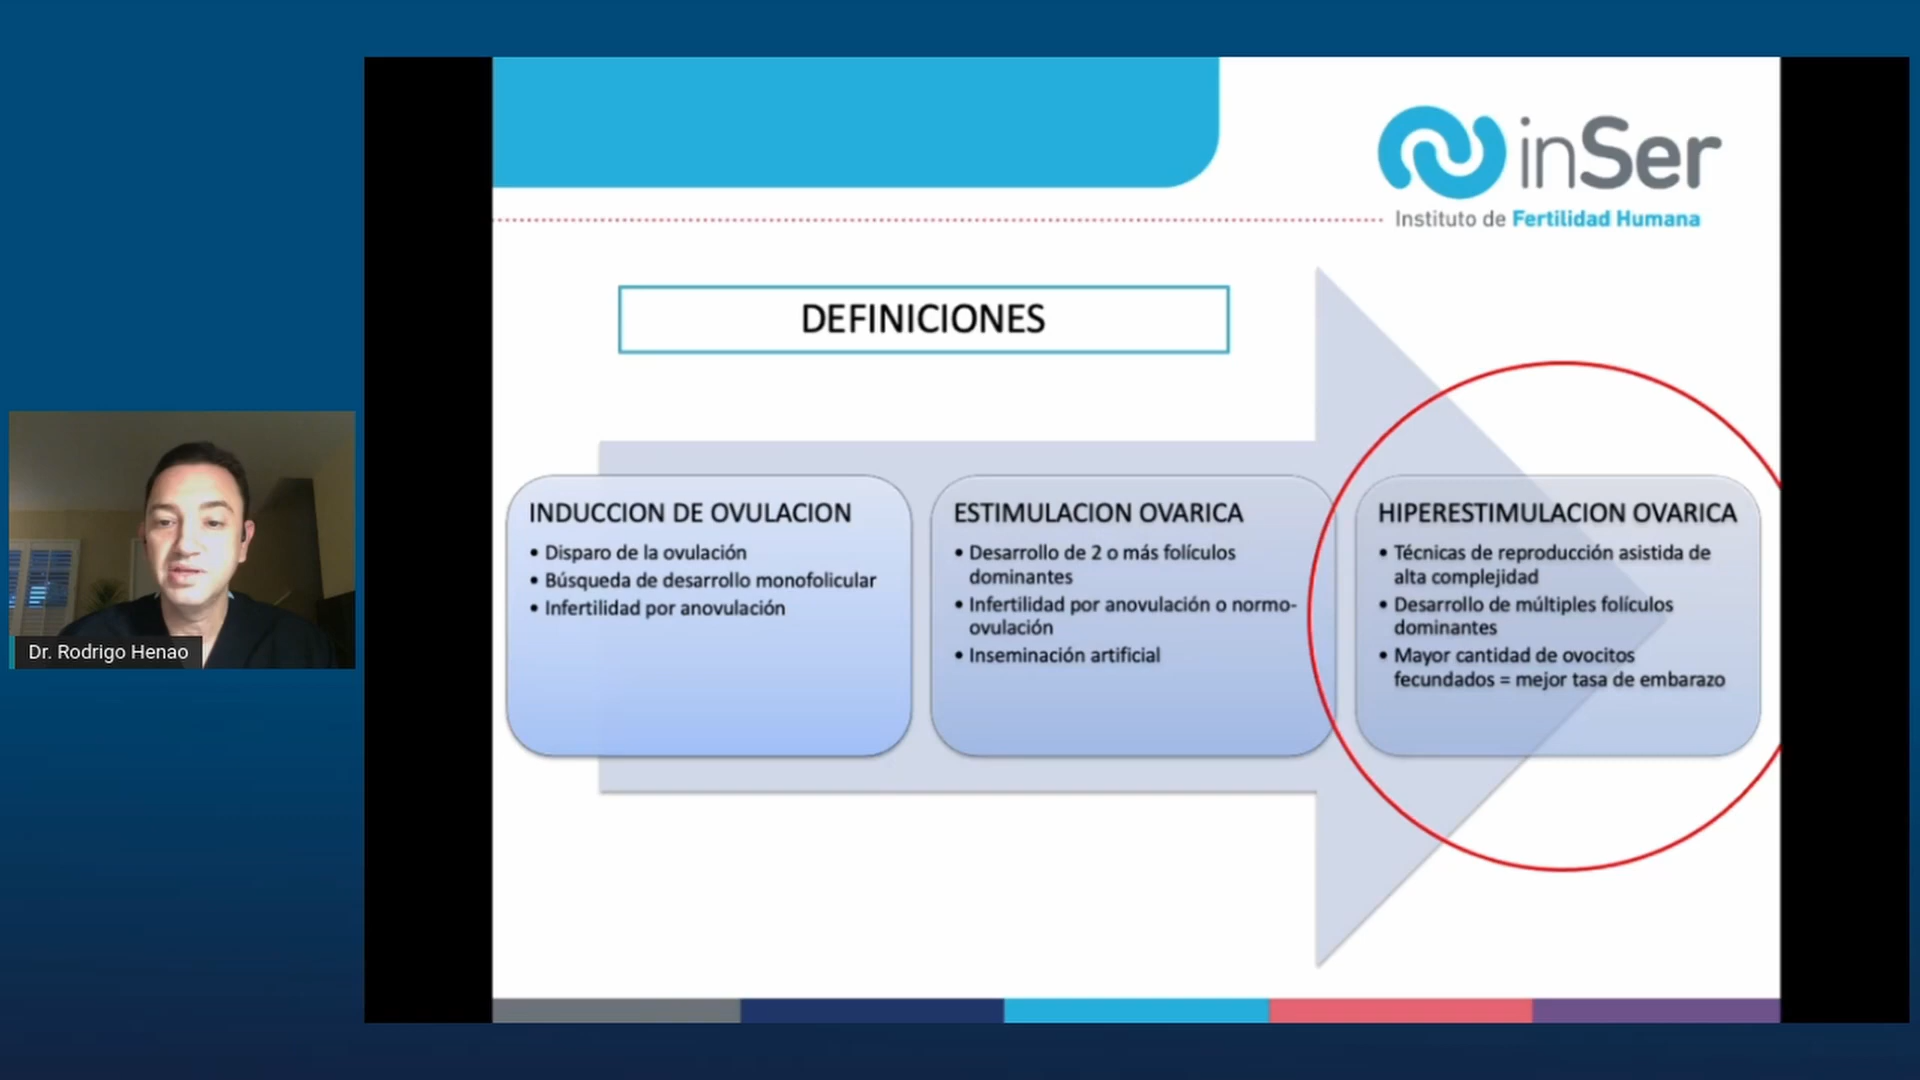 inSer
Instituto de Fertilidad Humana
DEFINICIONES
INDUCCION DE OVULACION
• Disparo de la ovulación
• Búsqueda de desarrollo monofolicular
• Infertilidad por anovulación
ESTIMULACION OVARICA
• Desarrollo de 2 o más folículos
dominantes
• Infertilidad por anovulación o normo-
ovulación
• Inseminación artificial
HIPERESTIMULACION OVARICA
• Técnicas de reproducción asistida de
alta complejidad
• Desarrollo de múltiples folículos
dominantes
• Mayor cantidad de ovocitos
fecundados = mejor tasa de embarazo
Dr. Rodrigo Henao